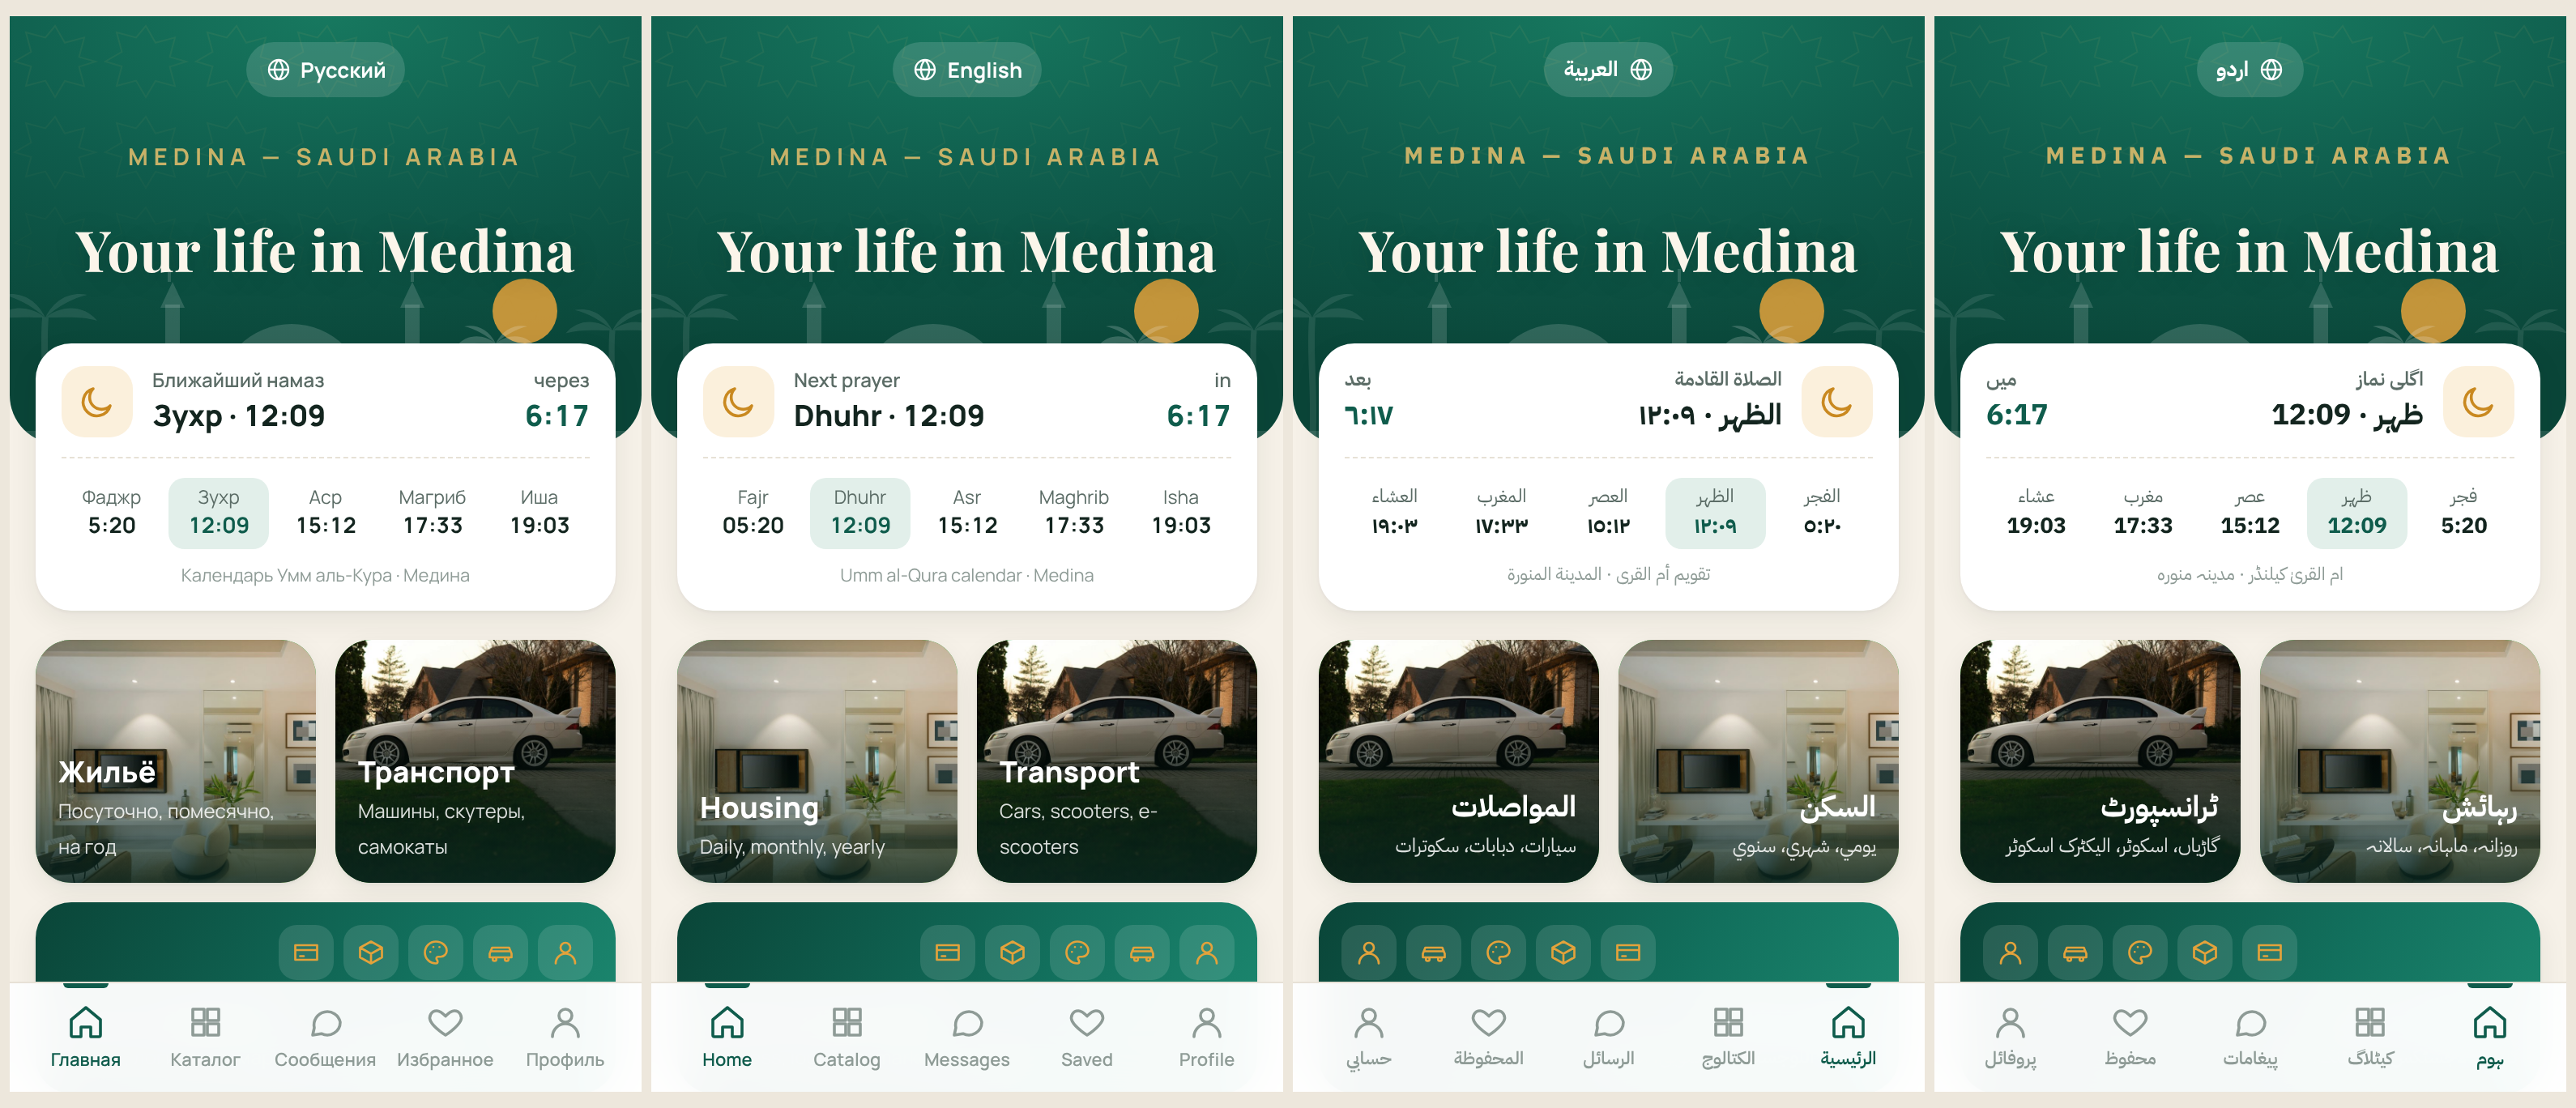 Русский
MEDINA — SAUDI ARABIA
Your life in Medina
Ближайший намаз
через
Зухр · 12:09
6:17
Фаджр
Зухр
Аср
Магриб
Иша
5:20
12:09
15:12
17:33
19:03
Календарь Умм аль-Кура · Медина
Жильё
Посуточно, помесячно,
на год
Транспорт
Машины, скутеры,
самокаты
Главная
Каталог
Сообщения
Избранное
Профиль
English
MEDINA — SAUDI ARABIA
Your life in Medina
Next prayer
in
Dhuhr · 12:09
6:17
Fajr
Dhuhr
Asr
Maghrib
Isha
05:20
12:09
15:12
17:33
19:03
Umm al-Qura calendar · Medina
Housing
Daily, monthly, yearly
Transport
Cars, scooters, e-
scooters
Home
Catalog
Messages
Saved
Profile
العربية
MEDINA — SAUDI ARABIA
Your life in Medina
الصلاة القادمة
بعد
الظهر · ١٢:٠٩
٦:١٧
الفجر
الظهر
العصر
المغرب
العشاء
٥:٢٠
١٢:٠٩
١٥:١٢
١٧:٣٣
١٩:٠٣
تقويم أم القرى · المدينة المنورة
السكن
يومي، شهري، سنوي
المواصلات
سيارات، دبابات، سكوترات
الرئيسية
الكتالوج
الرسائل
المحفوظة
حسابي
اردو
MEDINA — SAUDI ARABIA
Your life in Medina
اگلی نماز
میں
ظہر · 12:09
6:17
فجر
ظہر
عصر
مغرب
عشاء
5:20
12:09
15:12
17:33
19:03
ام القریٰ کیلنڈر · مدینہ منورہ
رہائش
روزانہ، ماہانہ، سالانہ
ٹرانسپورٹ
گاڑیاں، اسکوٹر، الیکٹرک اسکوٹر
ہوم
کیٹلاگ
پیغامات
محفوظ
پروفائل